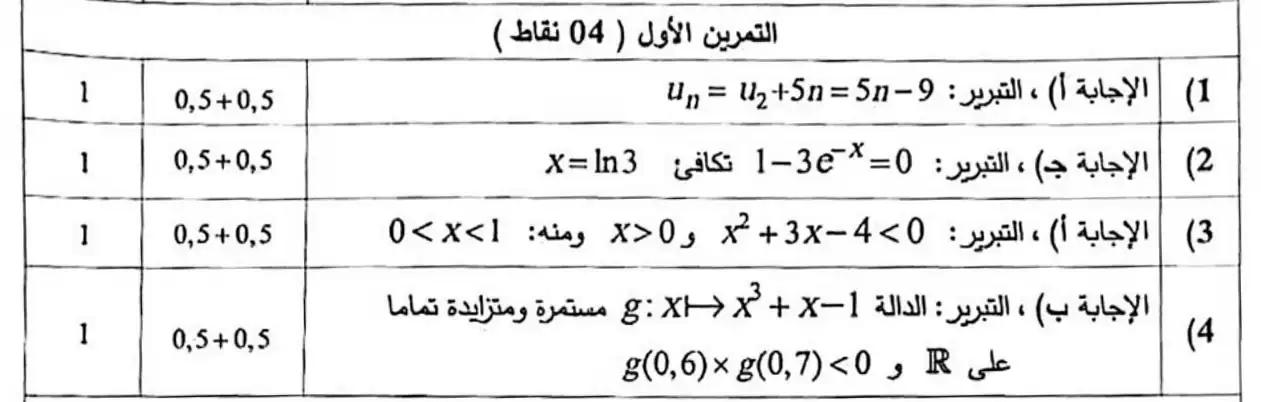 التمرين الأول ( 04 نقاط )
1) الإجابة أ) ، التبرير: uₙ = u₂+5n=5n−9 0,5+0,5 1
2) الإجابة جـ) ، التبرير: 1−3e⁻ˣ=0 تكافئ x=ln3 0,5+0,5 1
3) الإجابة أ) ، التبرير: x²+3x−4<0 و x>0 ومنه: 0<x<1 0,5+0,5 1
4) الإجابة ب) ، التبرير: الدالة g:x↦x³+x−1 مستمرة ومتزايدة تماما 0,5+0,5 1
على ℝ و g(0,6)×g(0,7)<0